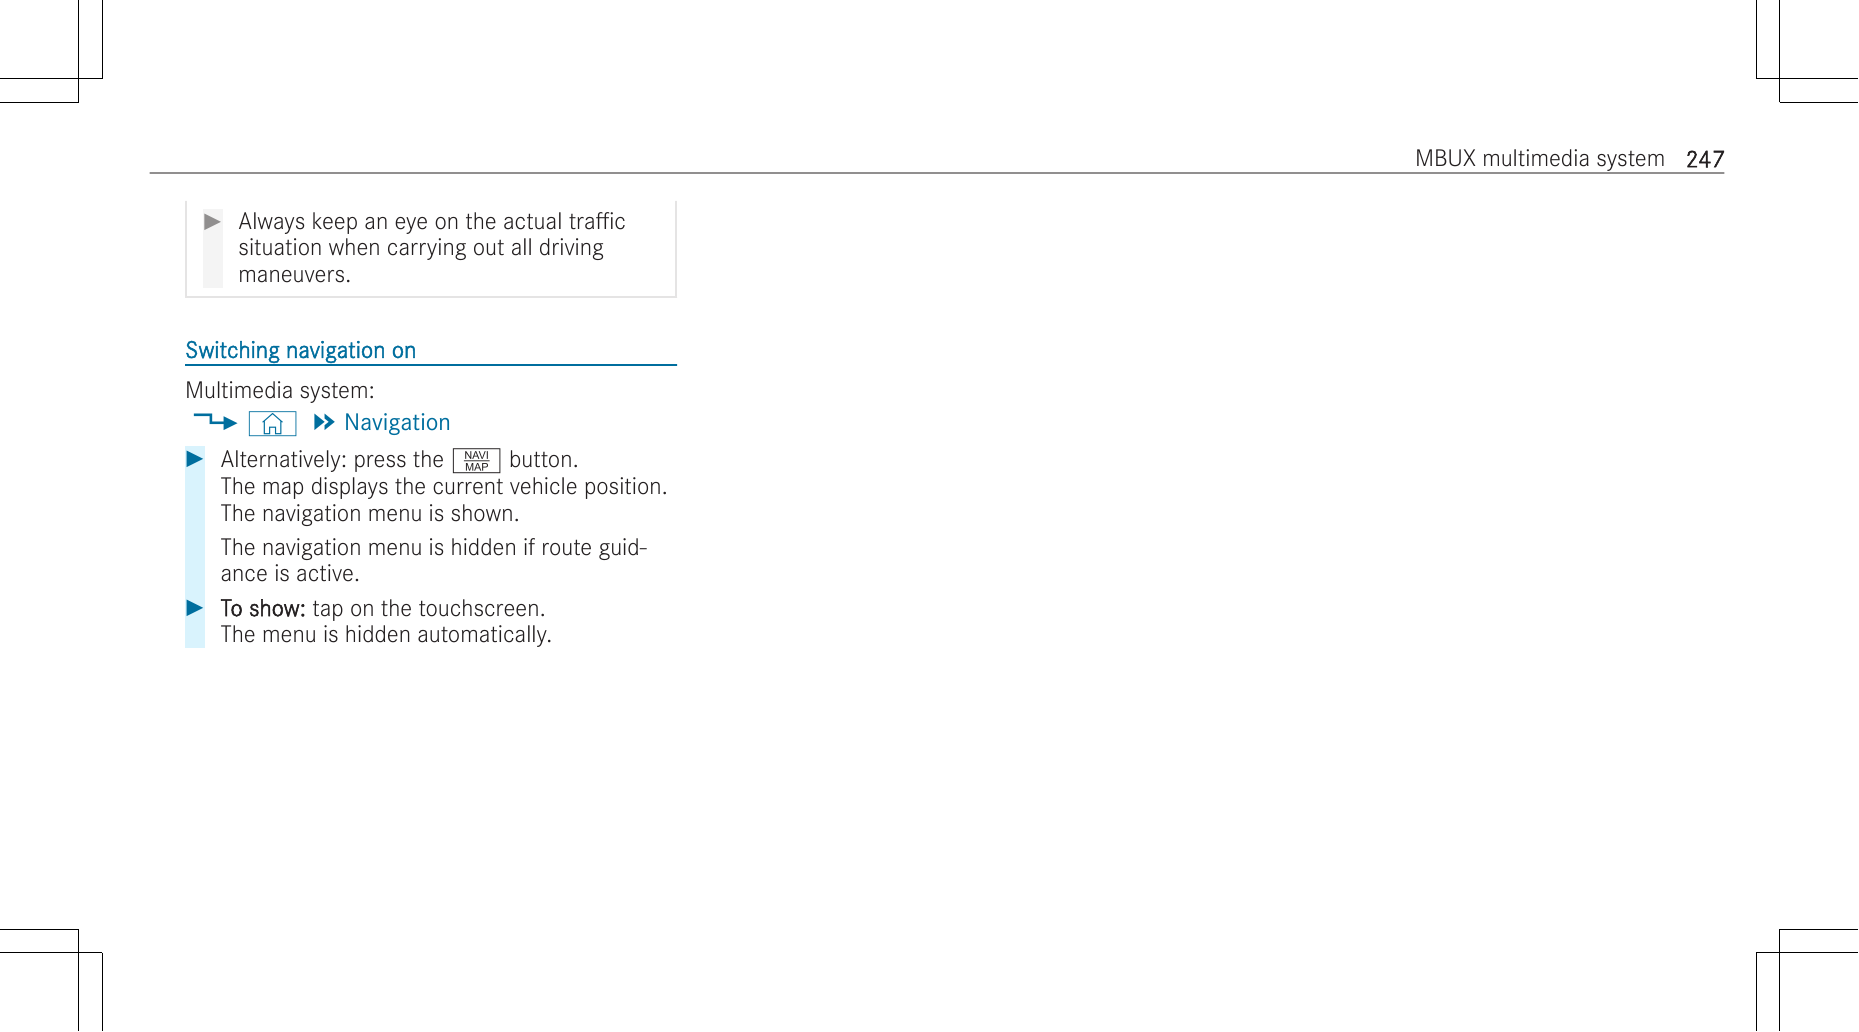 MBUX multimedia system 247
Always keep an eye on the actual traffic
situation when carrying out all driving
maneuvers.
Switching navigation on
Multimedia system:
Navigation
Alternatively: press the NAVI MAP button.
The map displays the current vehicle position.
The navigation menu is shown.
The navigation menu is hidden if route guid-
ance is active.
To show: tap on the touchscreen.
The menu is hidden automatically.